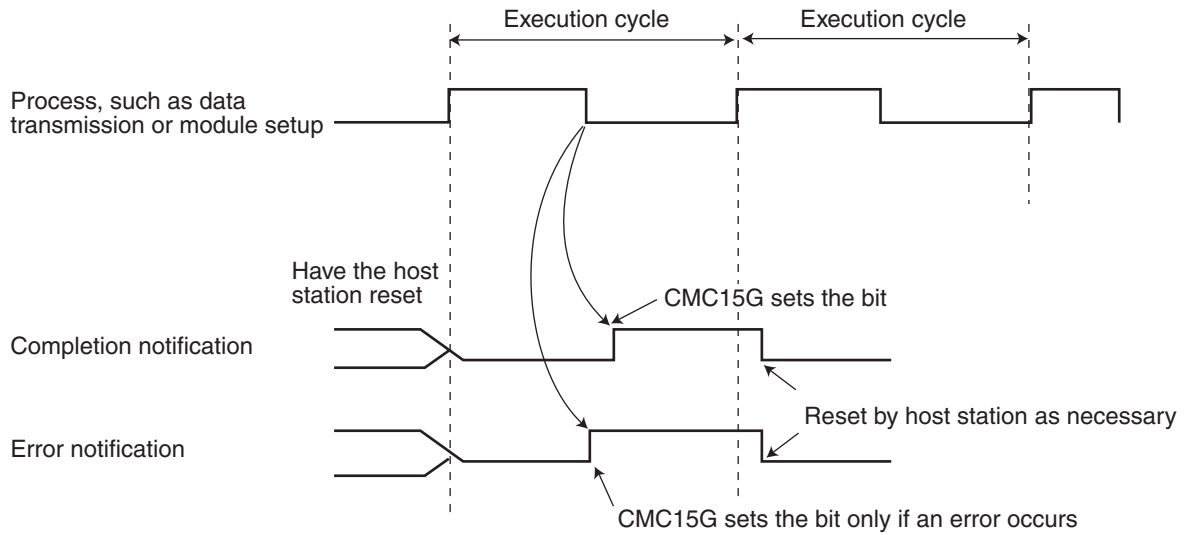 Execution cycle
Execution cycle
Process, such as data
transmission or module setup
Have the host
station reset
CMC15G sets the bit
Completion notification
Reset by host station as necessary
Error notification
CMC15G sets the bit only if an error occurs